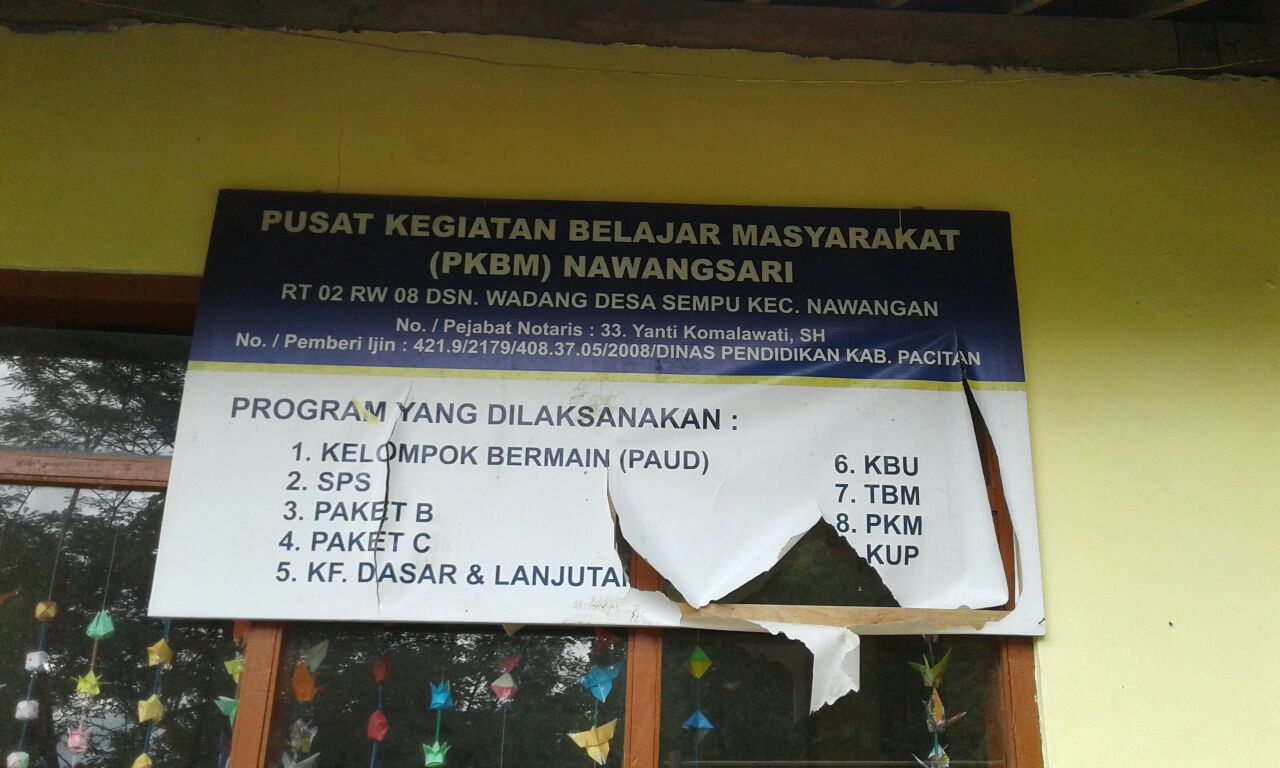 PUSAT KEGIATAN BELAJAR MASYARAKAT
(PKBM) NAWANGSARI
RT 02 RW 08 DSN. WADANG DESA SEMPU KEC. NAWANGAN
No. / Pejabat Notaris : 33. Yanti Komalawati, SH
No. / Pemberi Ijin : 421.9/2179/408.37.05/2008/DINAS PENDIDIKAN KAB. PACITAN
PROGRAM YANG DILAKSANAKAN :
1. KELOMPOK BERMAIN (PAUD)
2. SPS
3. PAKET B
4. PAKET C
5. KF. DASAR &
6. KBU
7. TBM
8. PKM
KUP